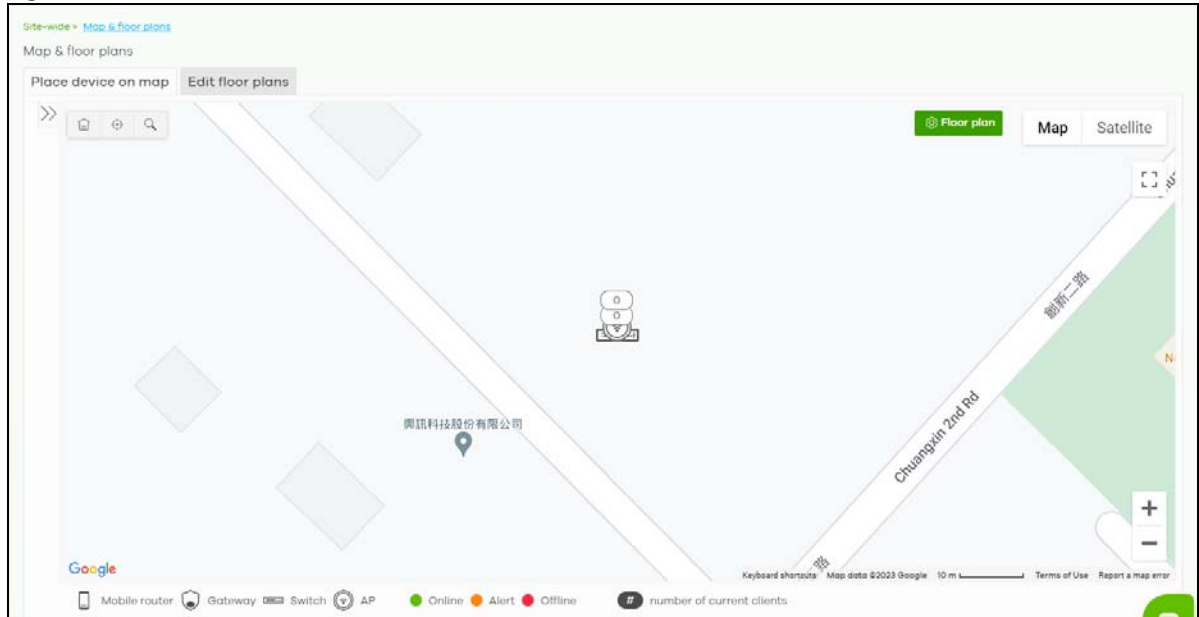 Site-wide > Map & floor plans
Map & floor plans
Place device on map Edit floor plans
Floor plan
Map Satellite
創新二路
N
興訊科技股份有限公司
Chuangxin 2nd Rd
路
Google
Keyboard shortcuts Map data ©2023 Google 10 m Terms of Use Report a map error
Mobile router Gateway Switch AP Online Alert Offline # number of current clients